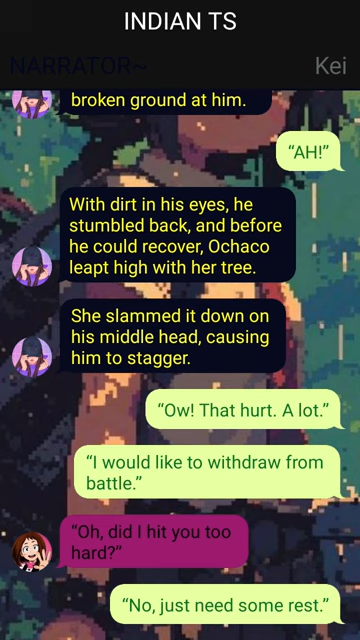 INDIAN TS
NARRATOR~
Kei
broken ground at him.
“AH!”
With dirt in his eyes, he
stumbled back, and before
he could recover, Ochaco
leapt high with her tree.
She slammed it down on
his middle head, causing
him to stagger.
“Ow! That hurt. A lot.”
“I would like to withdraw from
battle.”
“Oh, did I hit you too
hard?”
“No, just need some rest.”